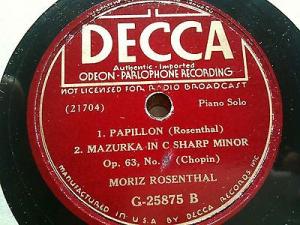 DECCA
Authentic - Imported
ODEON - PARLOPHONE RECORDING
NOT LICENSED FOR RADIO BROADCAST
(21704)
Piano Solo
1. PAPILLON (Rosenthal)
2. MAZURKA IN C SHARP MINOR
Op. 63, No. (Chopin)
MORIZ ROSENTHAL
G-25875 B
MANUFACTURED IN U.S.A. BY DECCA RECORDS INC